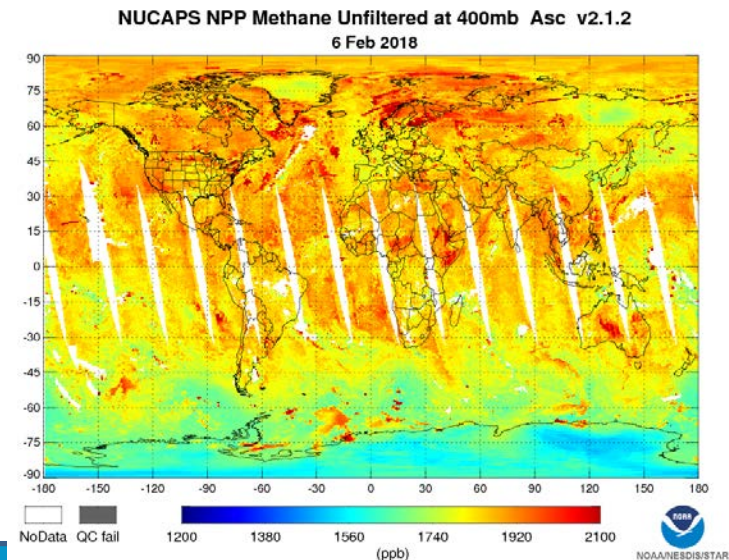 NUCAPS NPP Methane Unfiltered at 400mb Asc v2.1.2
6 Feb 2018
90
75
60
45
30
15
0
-15
-30
-45
-60
-75
-90
-180 -150 -120 -90 -60 -30 0 30 60 90 120 150 180
NoData QC fail 1200 1380 1560 1740 1920 2100
(ppb)
NOAA
NOAA/NESDIS/STAR